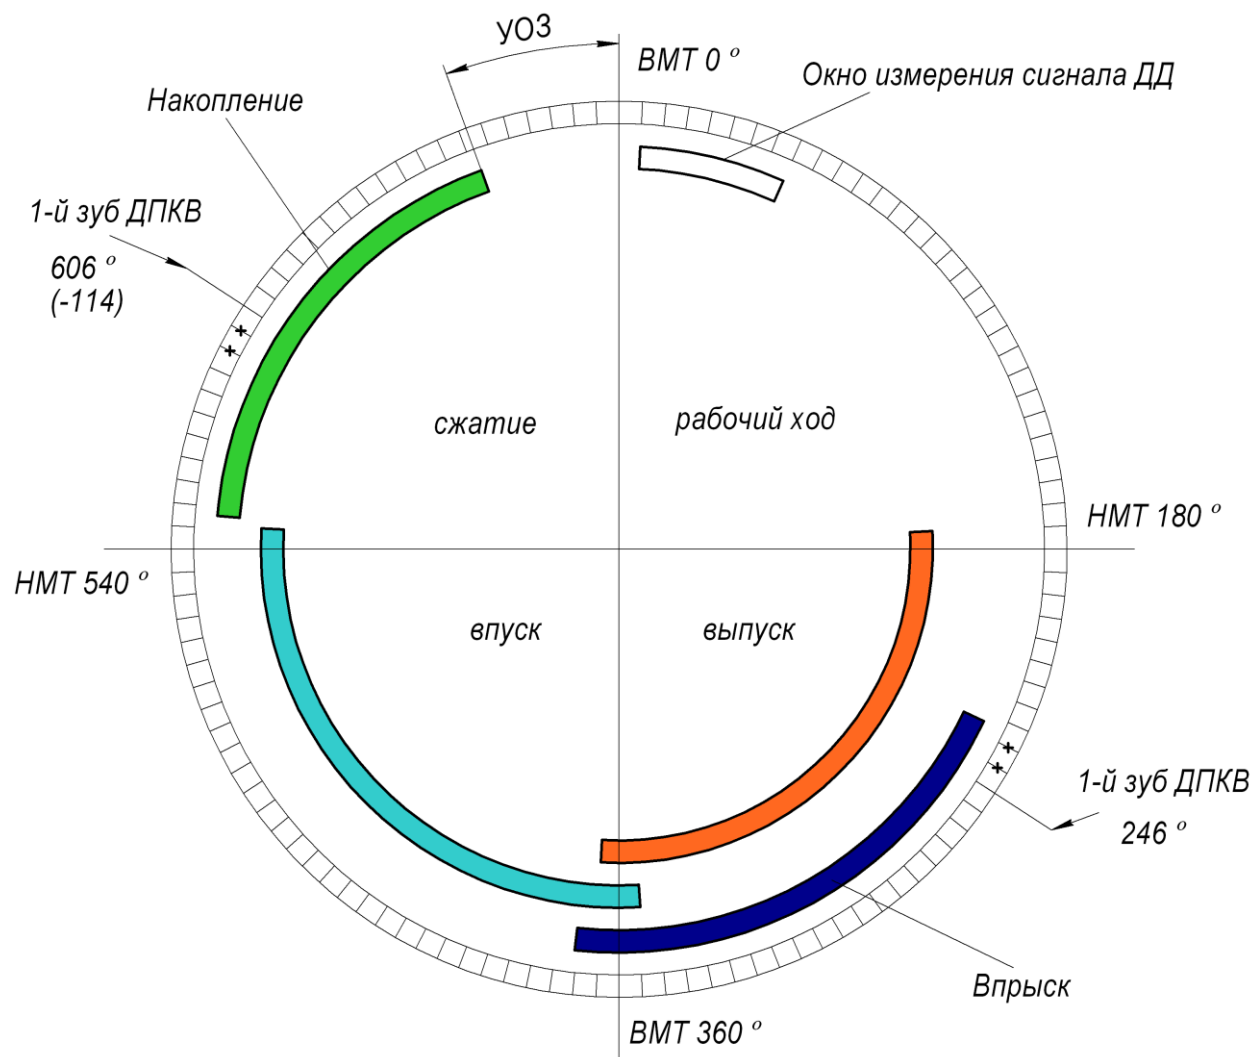 УОЗ
ВМТ 0 °
Окно измерения сигнала ДД
Накопление
1-й зуб ДПКВ
606 °
(-114)
сжатие
рабочий ход
НМТ 180 °
НМТ 540 °
впуск
выпуск
1-й зуб ДПКВ
246 °
Впрыск
ВМТ 360 °